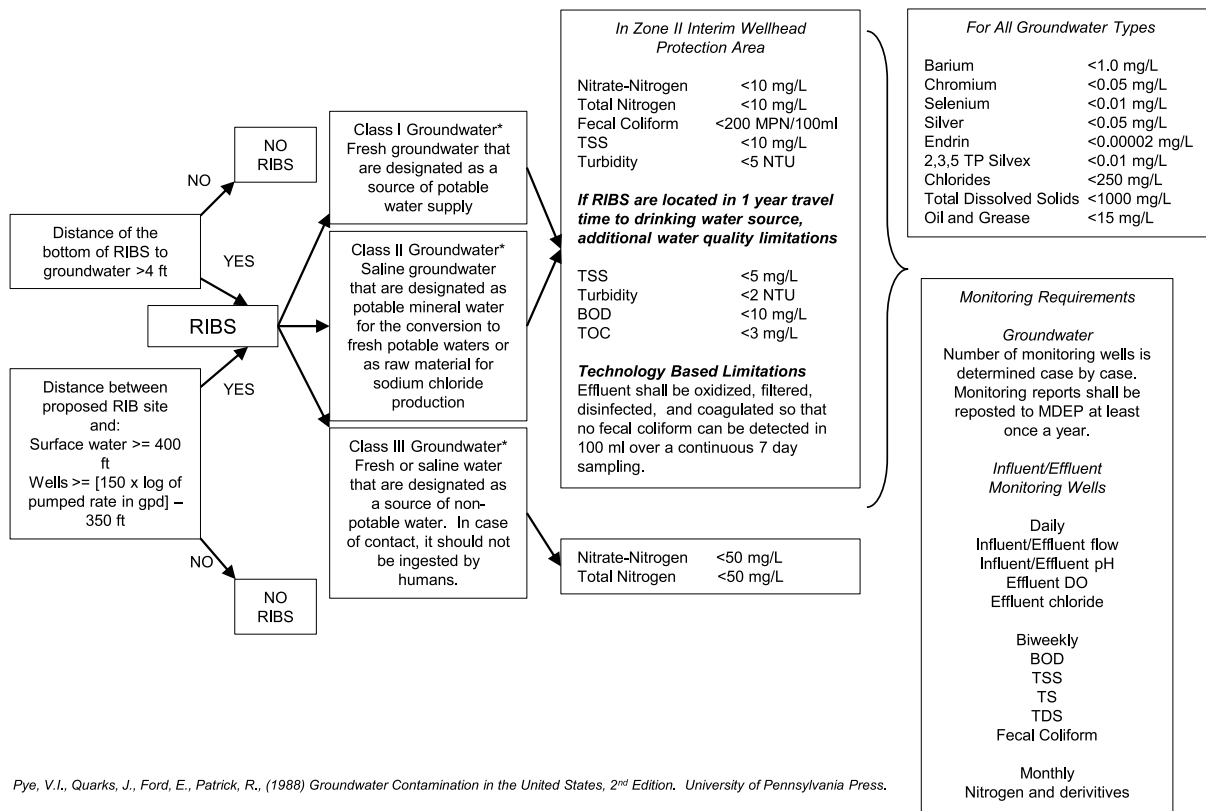 NO
RIBS
NO
Distance of the
bottom of RIBS to
groundwater >4 ft
YES
RIBS
YES
Distance between
proposed RIB site
and:
Surface water >= 400
ft
Wells >= [150 x log of
pumped rate in gpd] –
350 ft
NO
NO
RIBS
Class I Groundwater*
Fresh groundwater that
are designated as a
source of potable
water supply
Class II Groundwater*
Saline groundwater
that are designated as
potable mineral water
for the conversion to
fresh potable waters or
as raw material for
sodium chloride
production
Class III Groundwater*
Fresh or saline water
that are designated as
a source of non-
potable water. In case
of contact, it should not
be ingested by
humans.
In Zone II Interim Wellhead
Protection Area
Nitrate-Nitrogen <10 mg/L
Total Nitrogen <10 mg/L
Fecal Coliform <200 MPN/100ml
TSS <10 mg/L
Turbidity <5 NTU
If RIBS are located in 1 year travel
time to drinking water source,
additional water quality limitations
TSS <5 mg/L
Turbidity <2 NTU
BOD <10 mg/L
TOC <3 mg/L
Technology Based Limitations
Effluent shall be oxidized, filtered,
disinfected, and coagulated so that
no fecal coliform can be detected in
100 ml over a continuous 7 day
sampling.
Nitrate-Nitrogen <50 mg/L
Total Nitrogen <50 mg/L
For All Groundwater Types
Barium <1.0 mg/L
Chromium <0.05 mg/L
Selenium <0.01 mg/L
Silver <0.05 mg/L
Endrin <0.00002 mg/L
2,3,5 TP Silvex <0.01 mg/L
Chlorides <250 mg/L
Total Dissolved Solids <1000 mg/L
Oil and Grease <15 mg/L
Monitoring Requirements
Groundwater
Number of monitoring wells is
determined case by case.
Monitoring reports shall be
reposted to MDEP at least
once a year.
Influent/Effluent
Monitoring Wells
Daily
Influent/Effluent flow
Influent/Effluent pH
Effluent DO
Effluent chloride
Biweekly
BOD
TSS
TS
TDS
Fecal Coliform
Monthly
Nitrogen and derivitives
Pye, V.I., Quarks, J., Ford, E., Patrick, R., (1988) Groundwater Contamination in the United States, 2nd Edition. University of Pennsylvania Press.